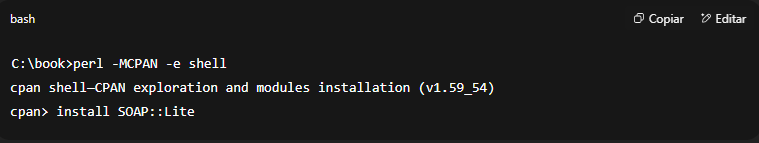 bash Copiar Editar
C:\book>perl -MCPAN -e shell
cpan shell—CPAN exploration and modules installation (v1.59_54)
cpan> install SOAP::Lite